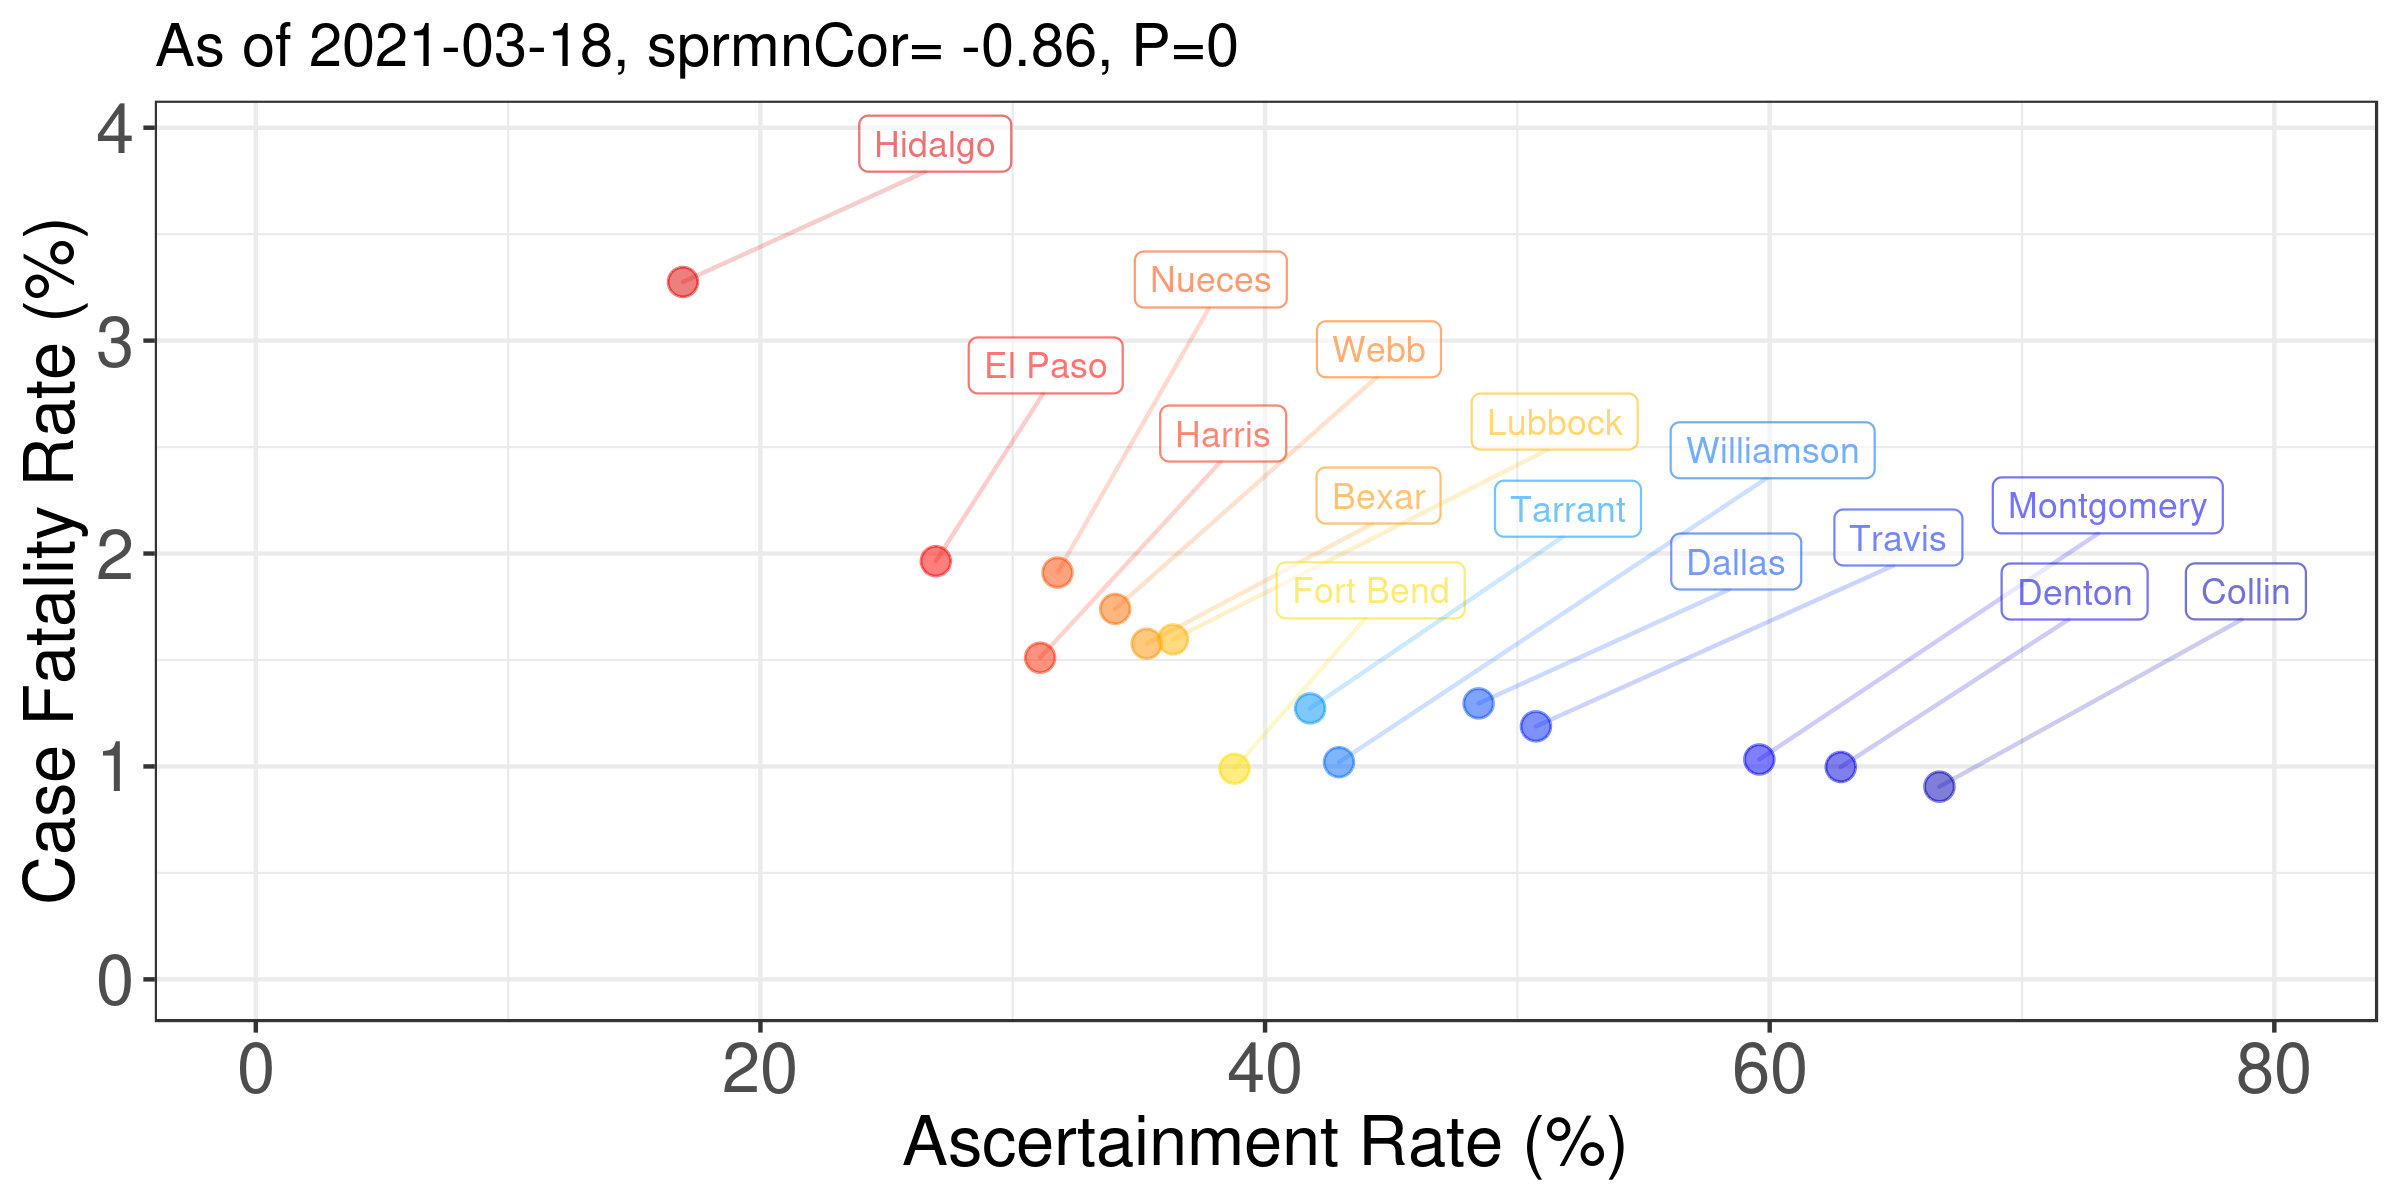 As of 2021-03-18, sprmnCor= -0.86, P=0
Case Fatality Rate (%)
4
3
2
1
0
Hidalgo
Nueces
Webb
El Paso
Lubbock
Harris
Williamson
Bexar
Montgomery
Tarrant
Travis
Dallas
Fort Bend
Denton
Collin
0
20
40
60
80
Ascertainment Rate (%)